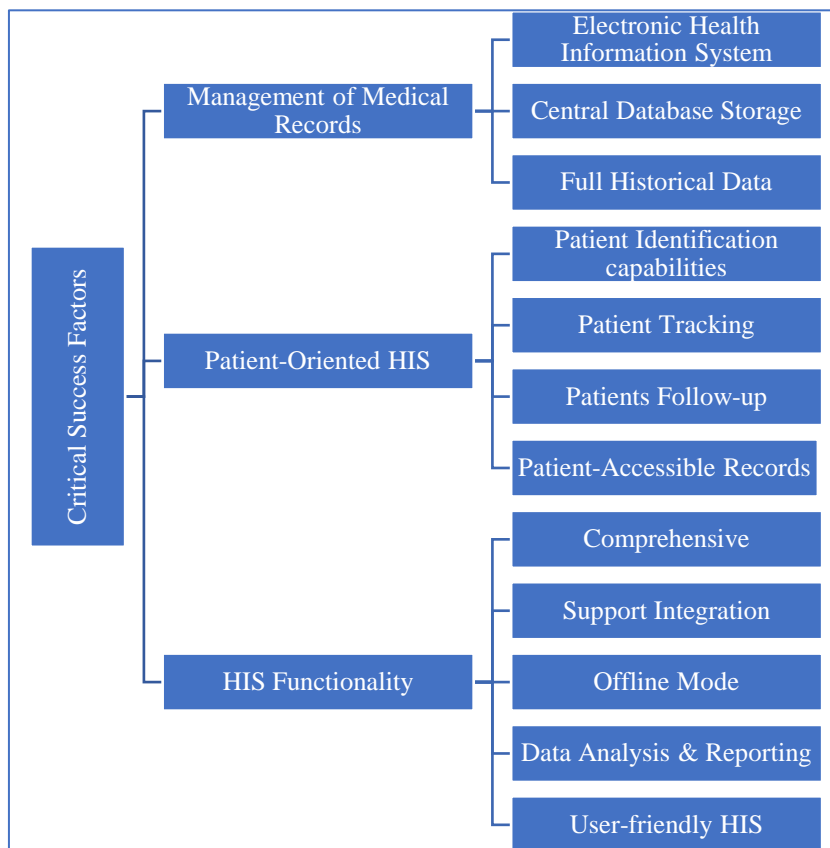 Critical Success Factors
Management of Medical
Records
Electronic Health
Information System
Central Database Storage
Full Historical Data
Patient-Oriented HIS
Patient Identification
capabilities
Patient Tracking
Patients Follow-up
Patient-Accessible Records
HIS Functionality
Comprehensive
Support Integration
Offline Mode
Data Analysis & Reporting
User-friendly HIS